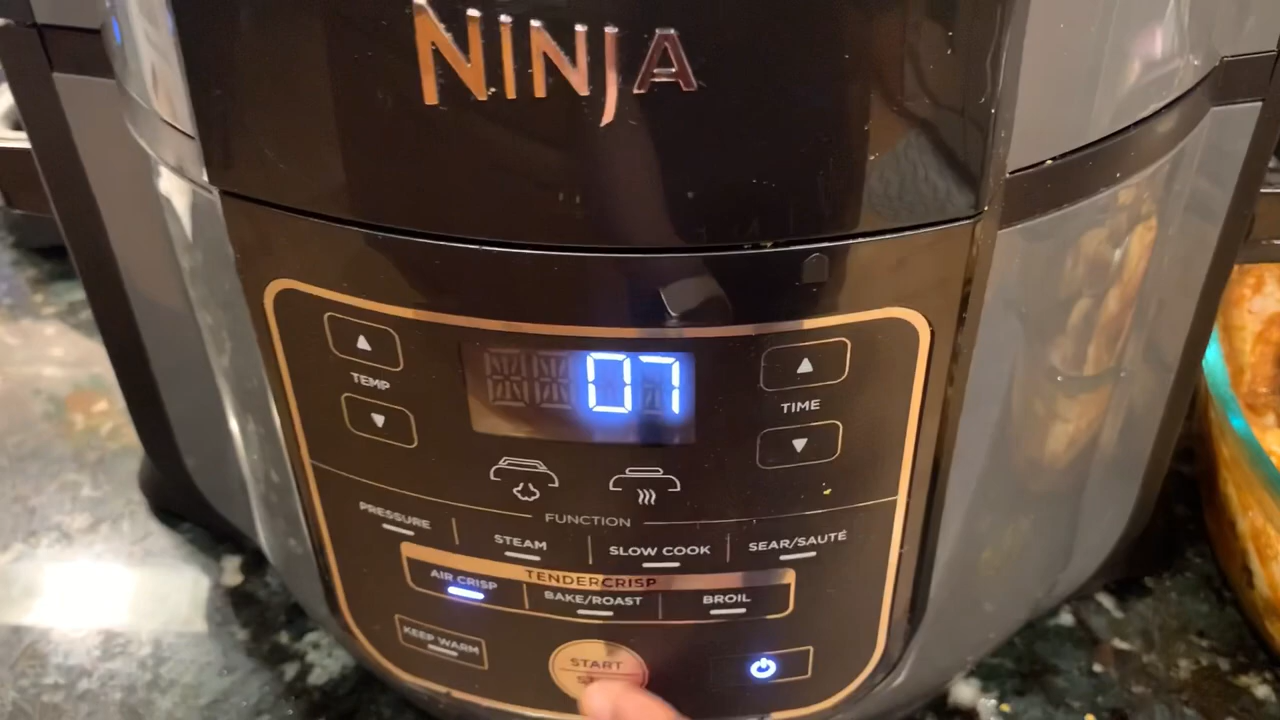 NINJA
07
TEMP
TIME
FUNCTION
PRESSURE
STEAM
SLOW COOK
SEAR/SAUTÉ
TENDERCRISP
AIR CRISP
BAKE/ROAST
BROIL
KEEP WARM
START